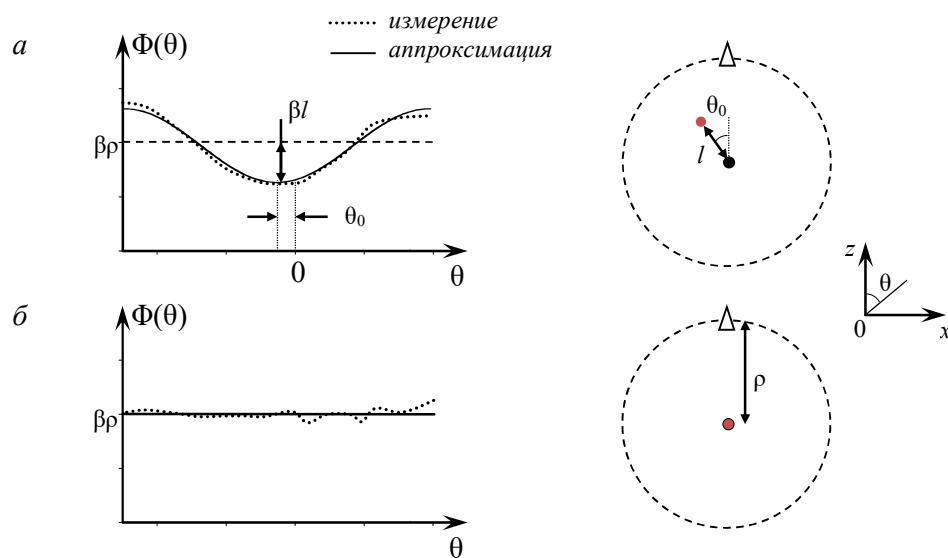 измерение
аппроксимация
а
Φ(θ)
βl
βρ
θ₀
0
θ
θ₀
l
z
θ
0
x
б
Φ(θ)
βρ
θ
ρ